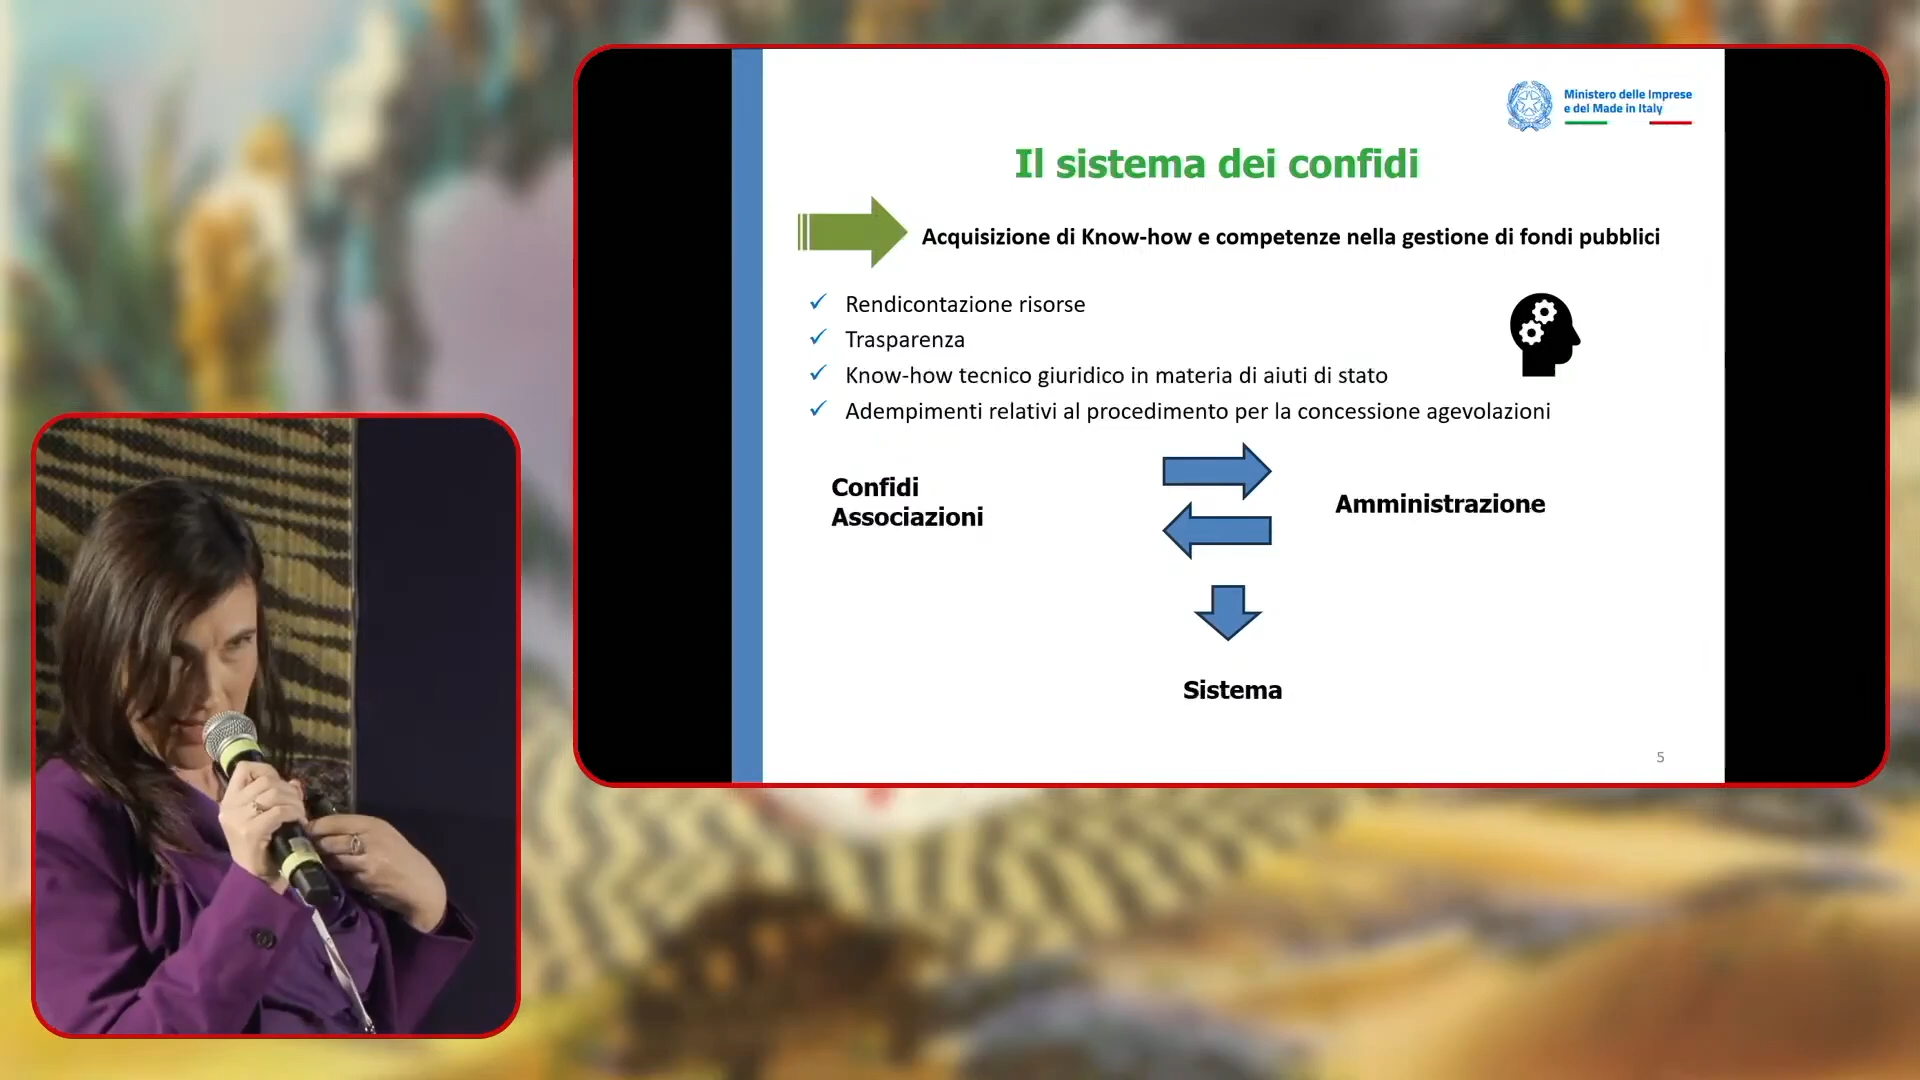 Ministero delle Imprese
e del Made in Italy
Il sistema dei confidi
Acquisizione di Know-how e competenze nella gestione di fondi pubblici
Rendicontazione risorse
Trasparenza
Know-how tecnico giuridico in materia di aiuti di stato
Adempimenti relativi al procedimento per la concessione agevolazioni
Confidi
Associazioni
Amministrazione
Sistema
5